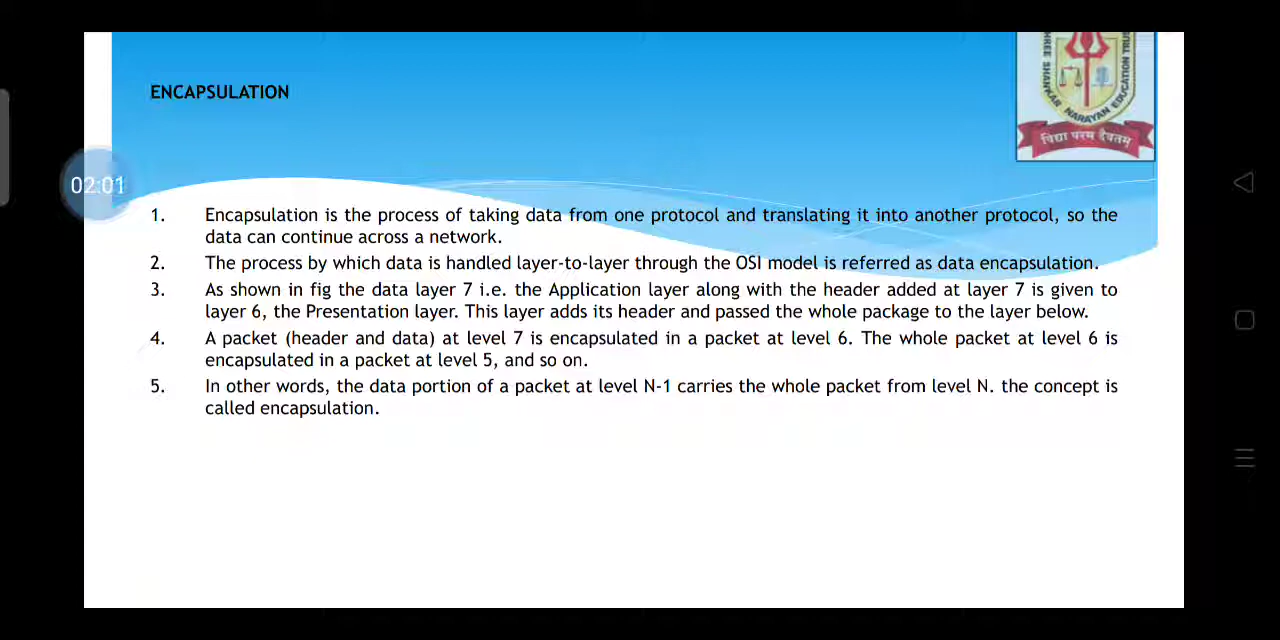 ENCAPSULATION
SHREE SHANKAR NARAYAN EDUCATION TRUST
विद्या परम दैवतम्
02:01
1. Encapsulation is the process of taking data from one protocol and translating it into another protocol, so the
data can continue across a network.
2. The process by which data is handled layer-to-layer through the OSI model is referred as data encapsulation.
3. As shown in fig the data layer 7 i.e. the Application layer along with the header added at layer 7 is given to
layer 6, the Presentation layer. This layer adds its header and passed the whole package to the layer below.
4. A packet (header and data) at level 7 is encapsulated in a packet at level 6. The whole packet at level 6 is
encapsulated in a packet at level 5, and so on.
5. In other words, the data portion of a packet at level N-1 carries the whole packet from level N. the concept is
called encapsulation.